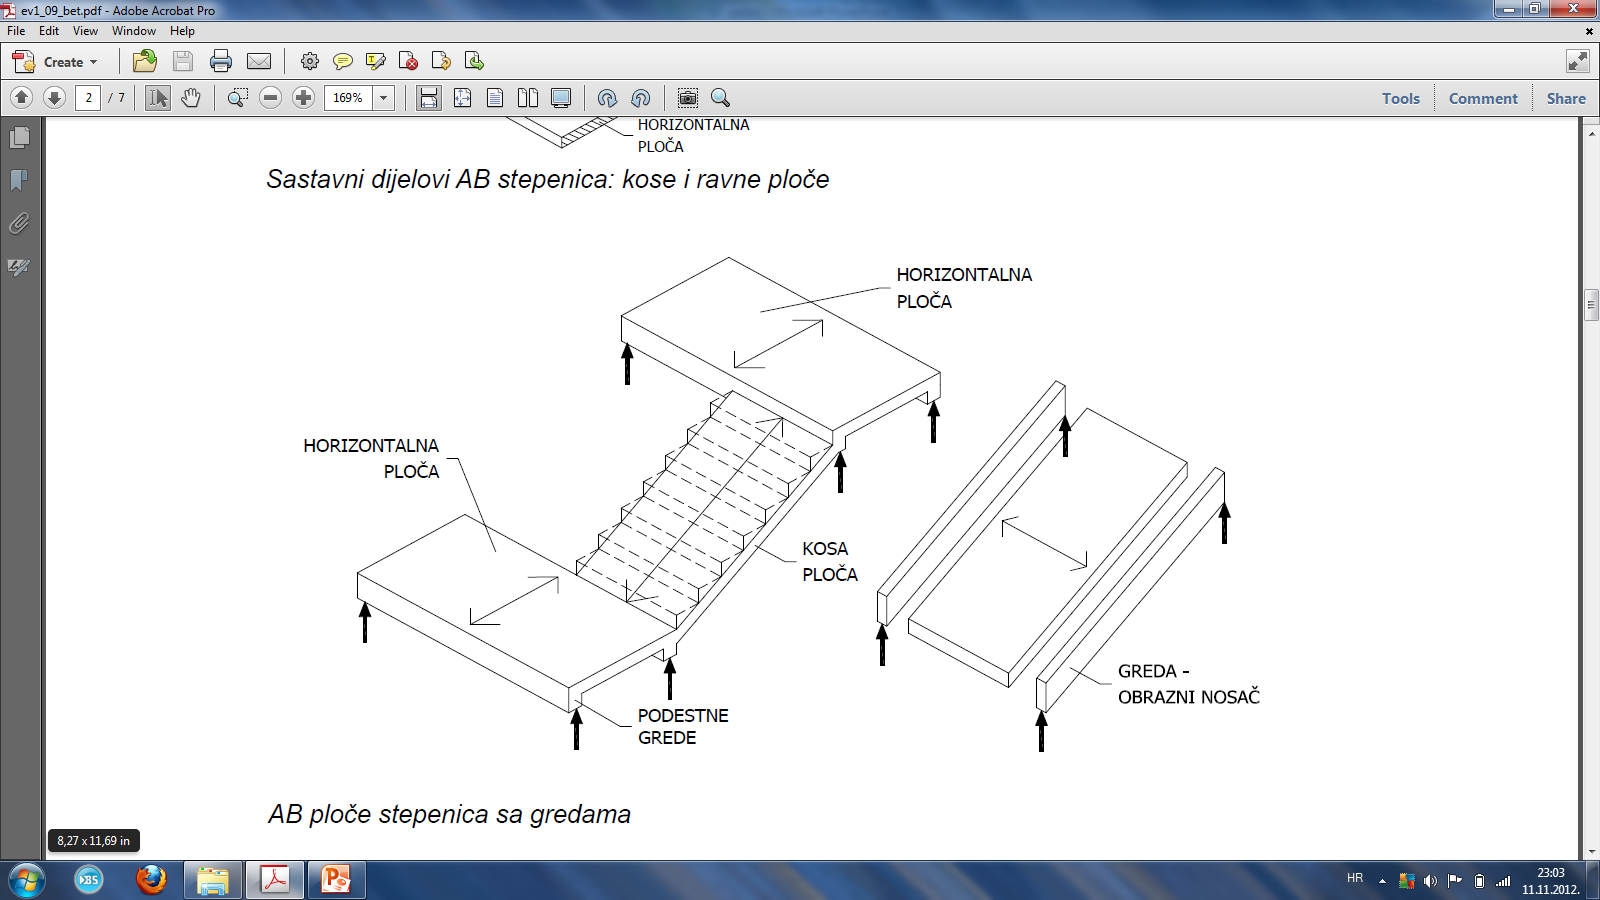 ev1_09_bet.pdf - Adobe Acrobat Pro
File Edit View Window Help
Create
2 / 7
169%
Tools Comment Share
HORIZONTALNA
PLOČA
Sastavni dijelovi AB stepenica: kose i ravne ploče
HORIZONTALNA
PLOČA
HORIZONTALNA
PLOČA
KOSA
PLOČA
GREDA -
OBRAZNI NOSAČ
PODESTNE
GREDE
AB ploče stepenica sa gredama
8,27 x 11,69 in
BS
HR
23:03
11.11.2012.